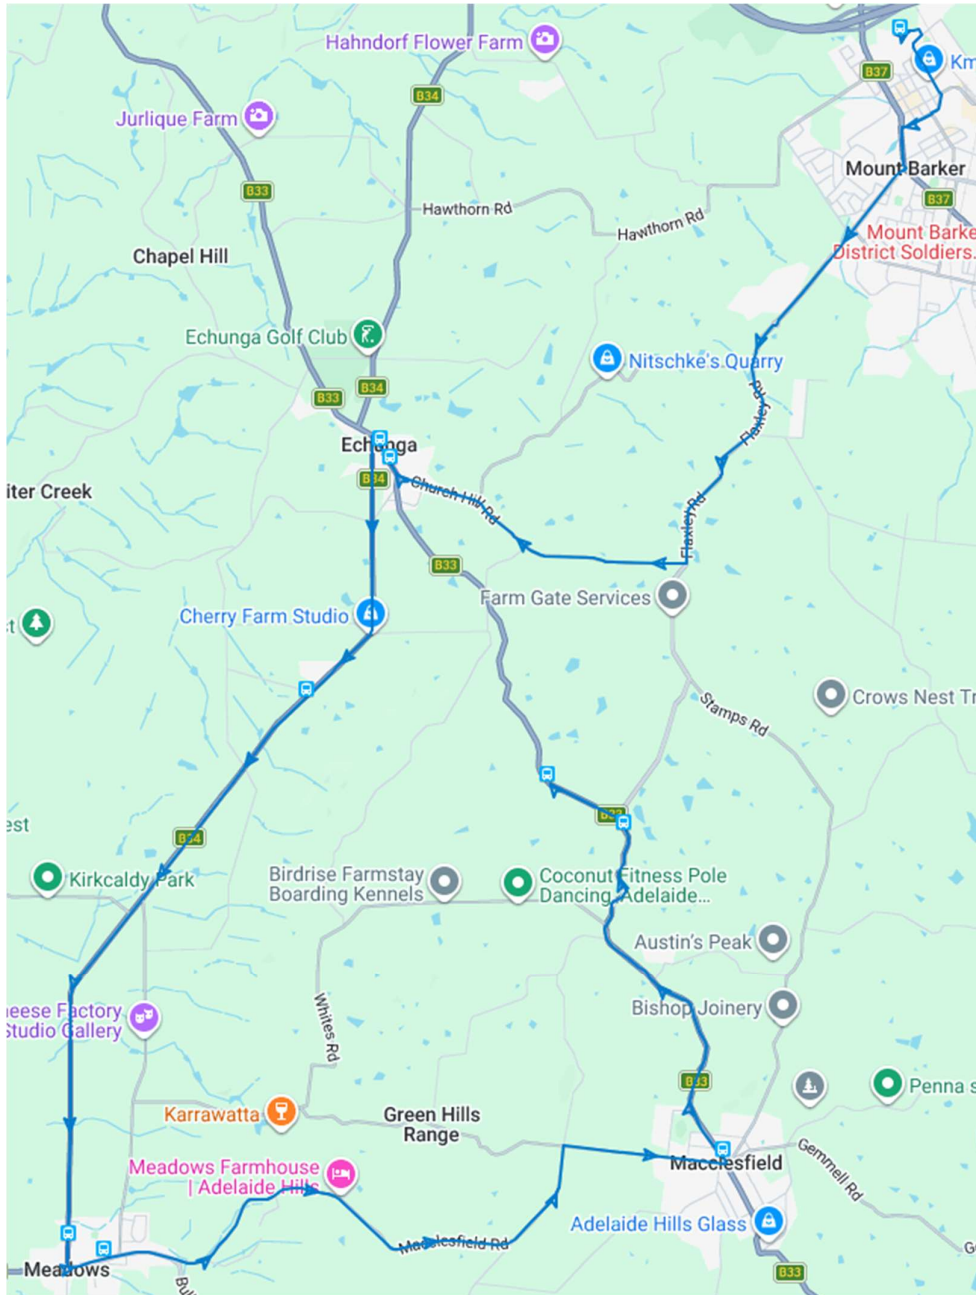 Hahndorf Flower Farm
Km
B37
B34
Jurlique Farm
Mount Barker
B33
B37
Hawthorn Rd
Hawthorn Rd
Mount Barke
District Soldiers.
Chapel Hill
Echunga Golf Club
Nitschke's Quarry
B34
B33
Flaxley Rd
Echunga
B34
Church Hill Rd
iter Creek
Flaxley Rd
B33
Farm Gate Services
Cherry Farm Studio
t
Crows Nest Tr
Stamps Rd
B33
est
B34
Kirkcaldy Park
Birdrise Farmstay
Boarding Kennels
Coconut Fitness Pole
Dancing, Adelaide...
Austin's Peak
Bishop Joinery
heese Factory
Studio Gallery
Whites Rd
B33
Penna s
Karrawatta
Green Hills
Range
Macclesfield
Gemmell Rd
Meadows Farmhouse
| Adelaide Hills
Adelaide Hills Glass
Macclesfield Rd
G
Meadows
B33
Bul